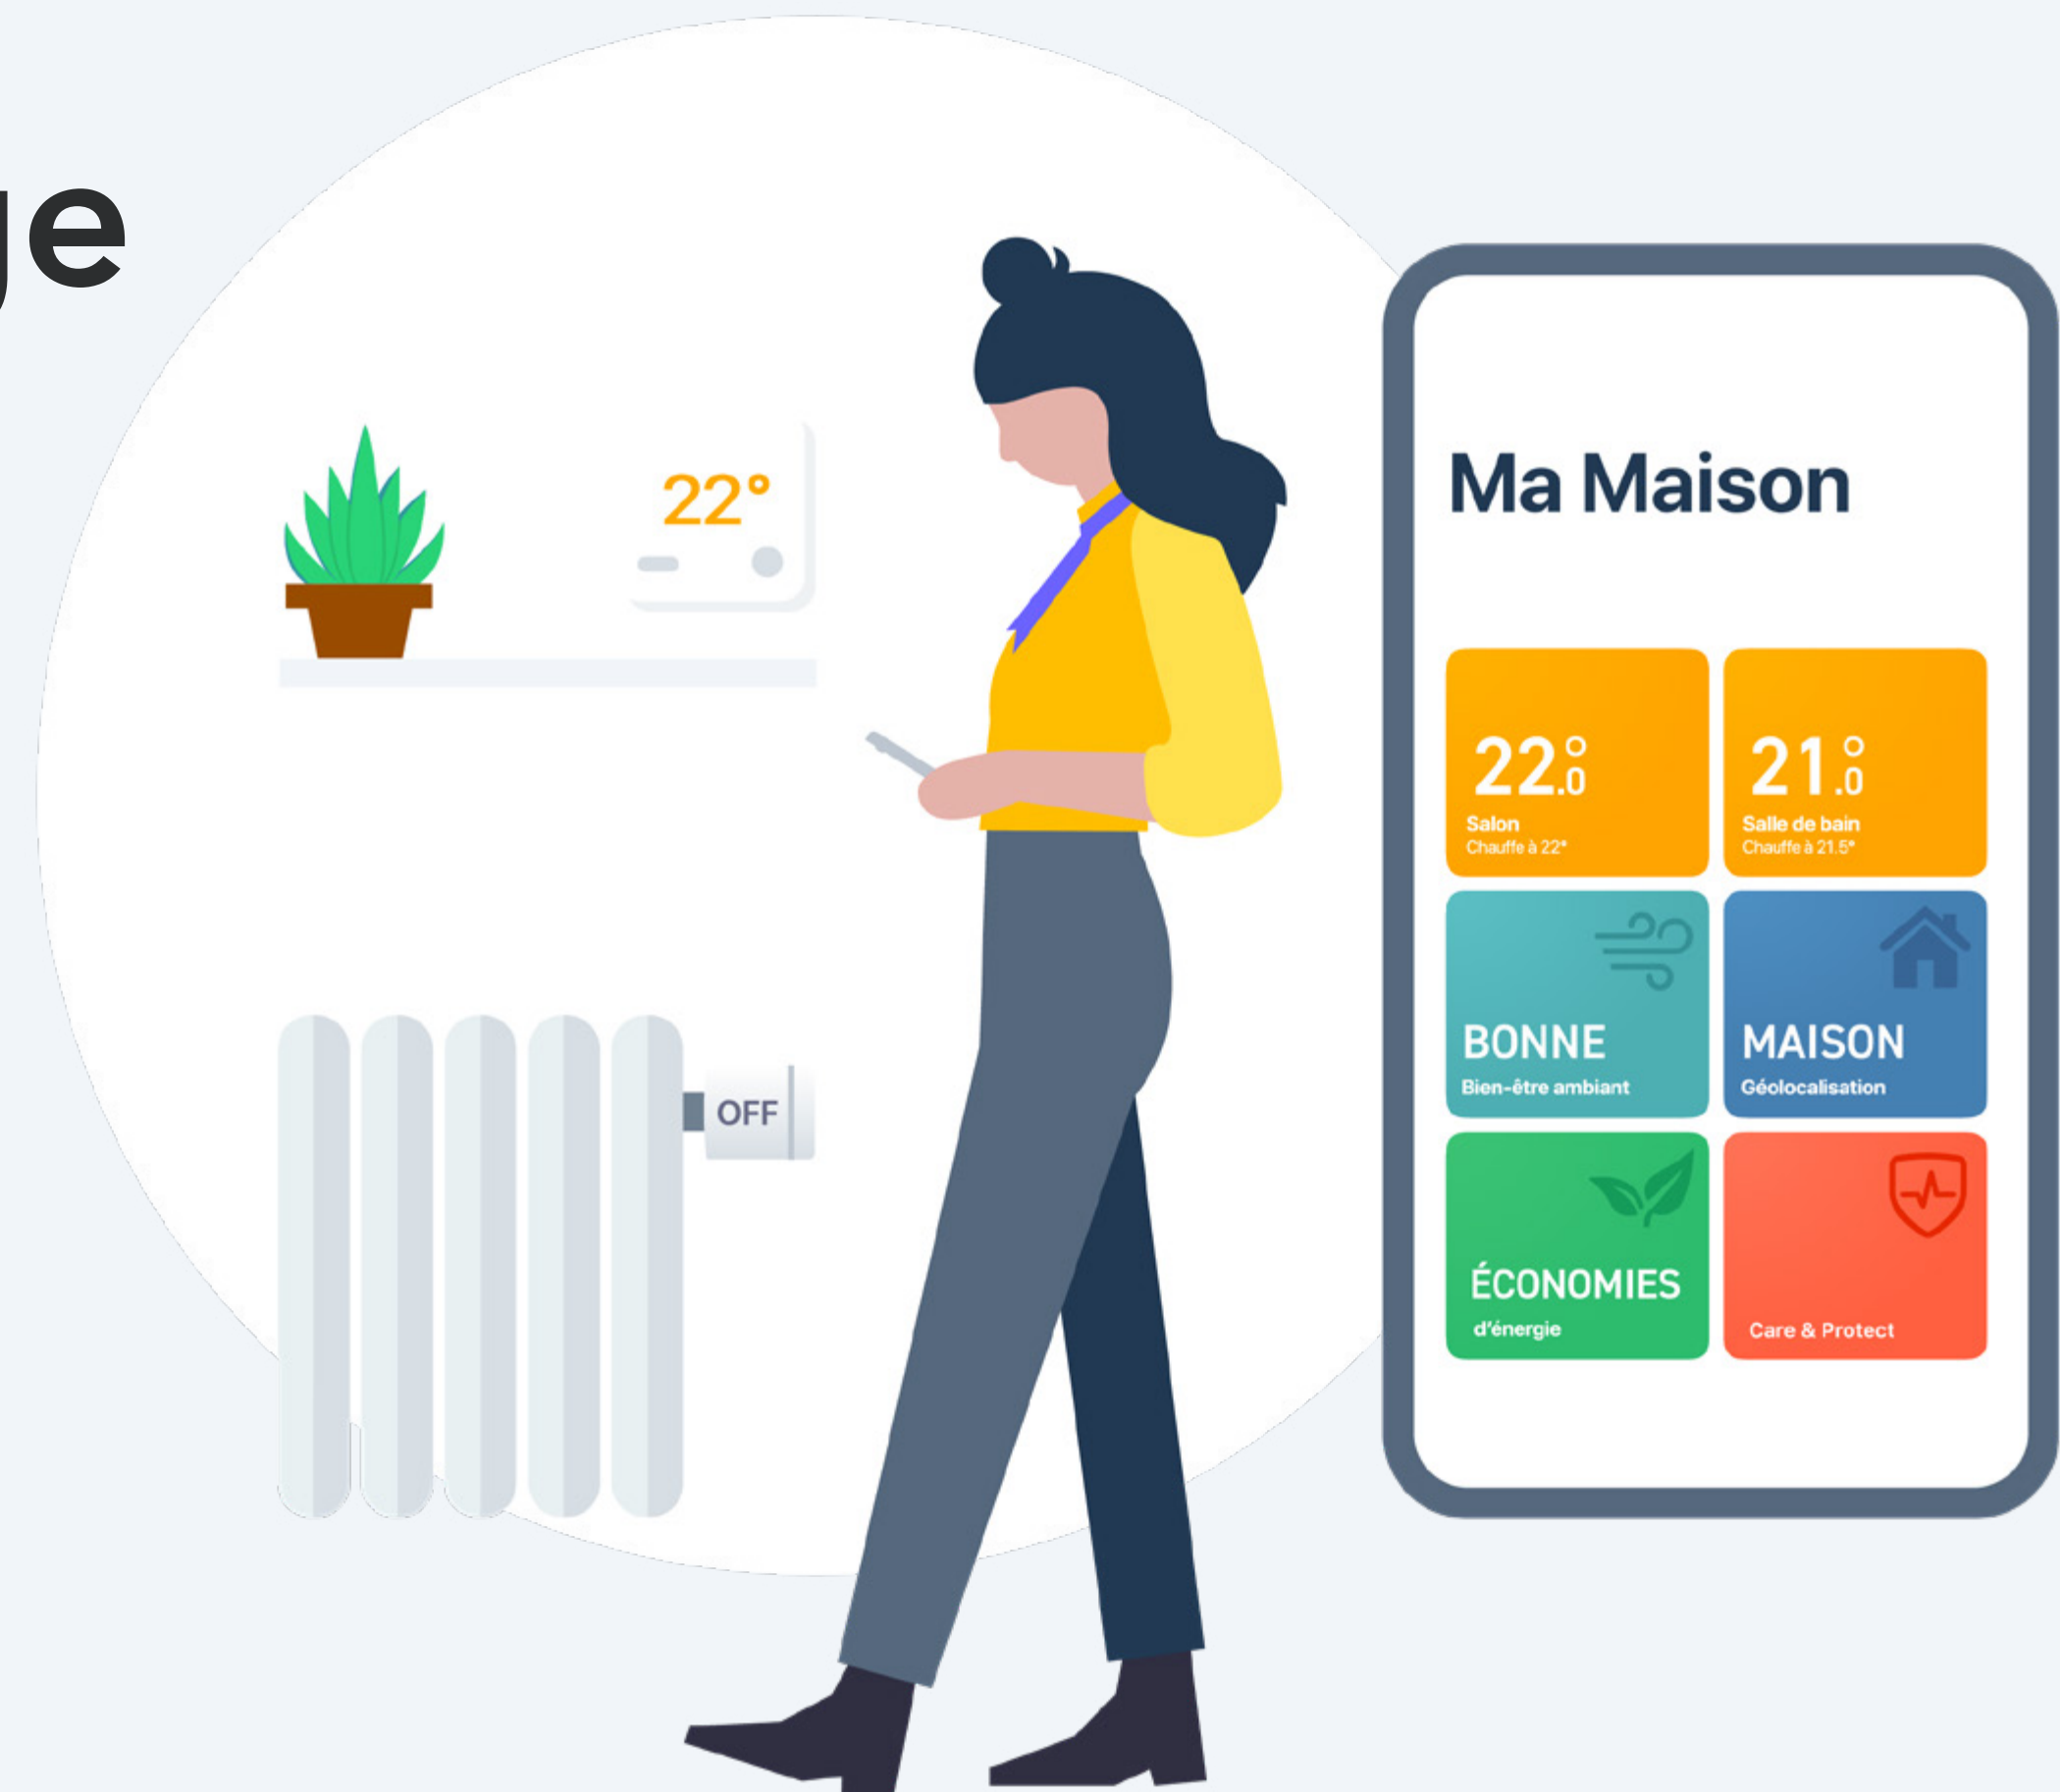 ge
22°
OFF
Ma Maison
22.0°
Salon
Chauffe à 22°
21.0°
Salle de bain
Chauffe à 21.5°
BONNE
Bien-être ambiant
MAISON
Géolocalisation
ÉCONOMIES
d'énergie
Care & Protect